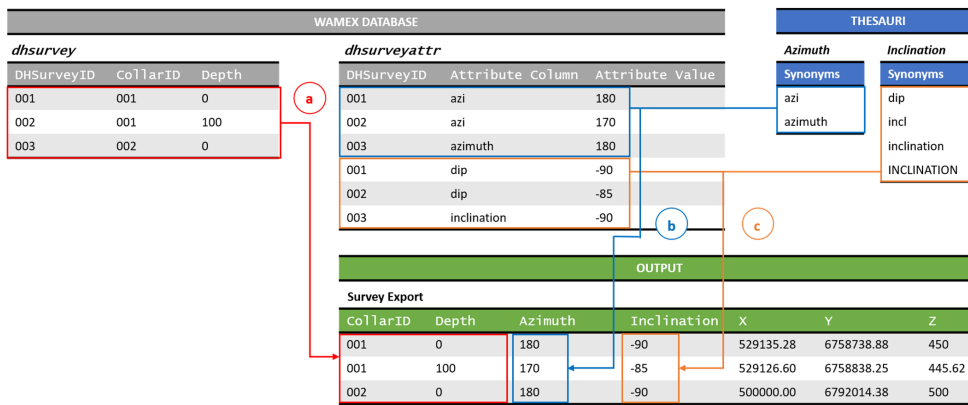 WAMEX DATABASE
THESAURI
dhsurvey
DHSurveyID CollarID Depth
001 001 0
002 001 100
003 002 0
a
dhsurveyattr
DHSurveyID Attribute Column Attribute Value
001 azi 180
002 azi 170
003 azimuth 180
001 dip -90
002 dip -85
003 inclination -90
Azimuth
Synonyms
azi
azimuth
Inclination
Synonyms
dip
incl
inclination
INCLINATION
b
c
OUTPUT
Survey Export
CollarID Depth Azimuth Inclination X Y Z
001 0 180 -90 529135.28 6758738.88 450
001 100 170 -85 529126.60 6758838.25 445.62
002 0 180 -90 500000.00 6792014.38 500